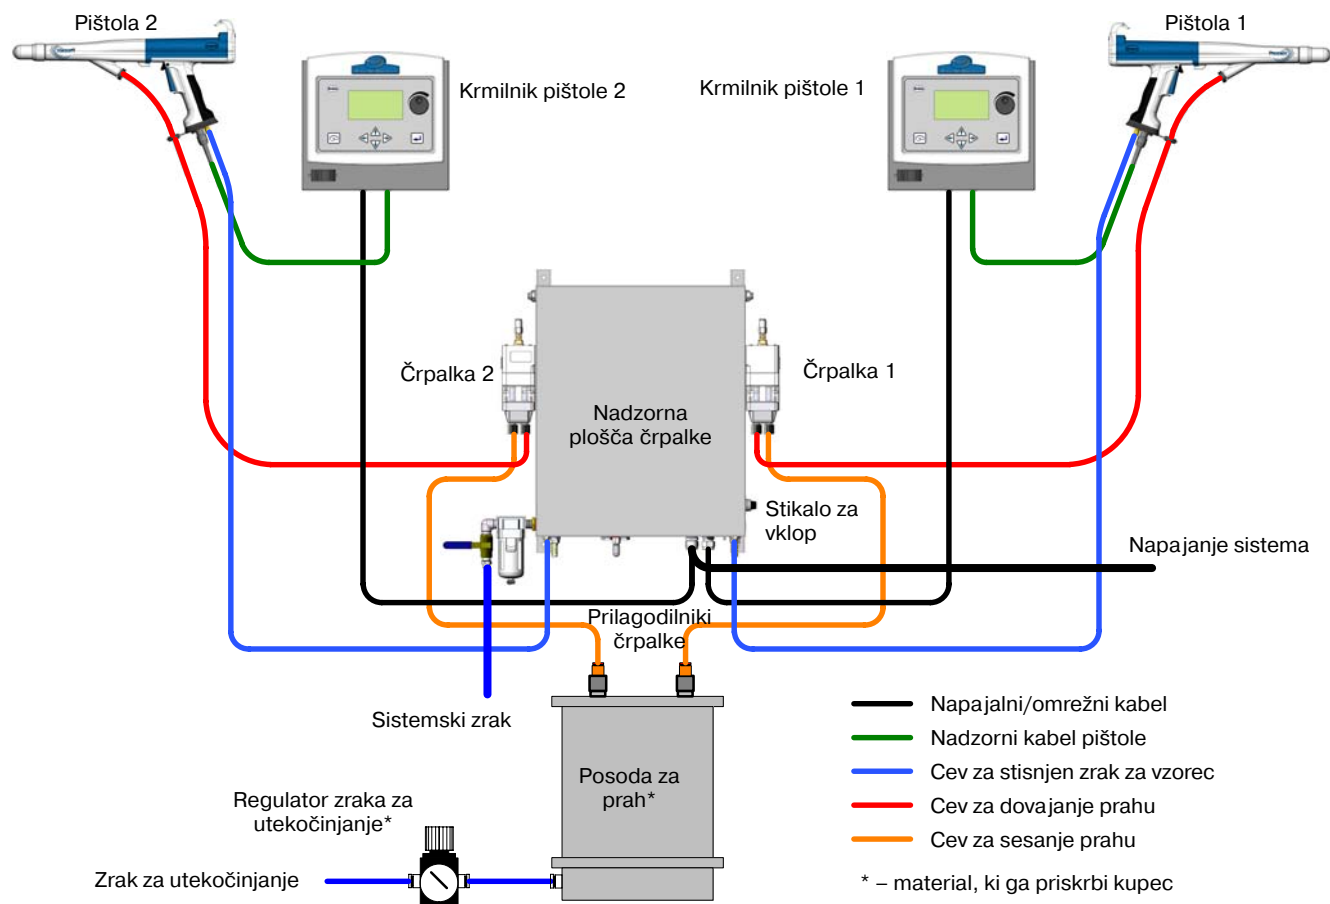 Pištola 2
Pištola 1
Krmilnik pištole 2
Krmilnik pištole 1
Črpalka 2
Črpalka 1
Nadzorna
plošča črpalke
Stikalo za
vklop
Napajanje sistema
Prilagodilniki
črpalke
Sistemski zrak
Posoda za
prah*
Regulator zraka za
utekočinjanje*
Zrak za utekočinjanje
Napajalni/omrežni kabel
Nadzorni kabel pištole
Cev za stisnjen zrak za vzorec
Cev za dovajanje prahu
Cev za sesanje prahu
* – material, ki ga priskrbi kupec